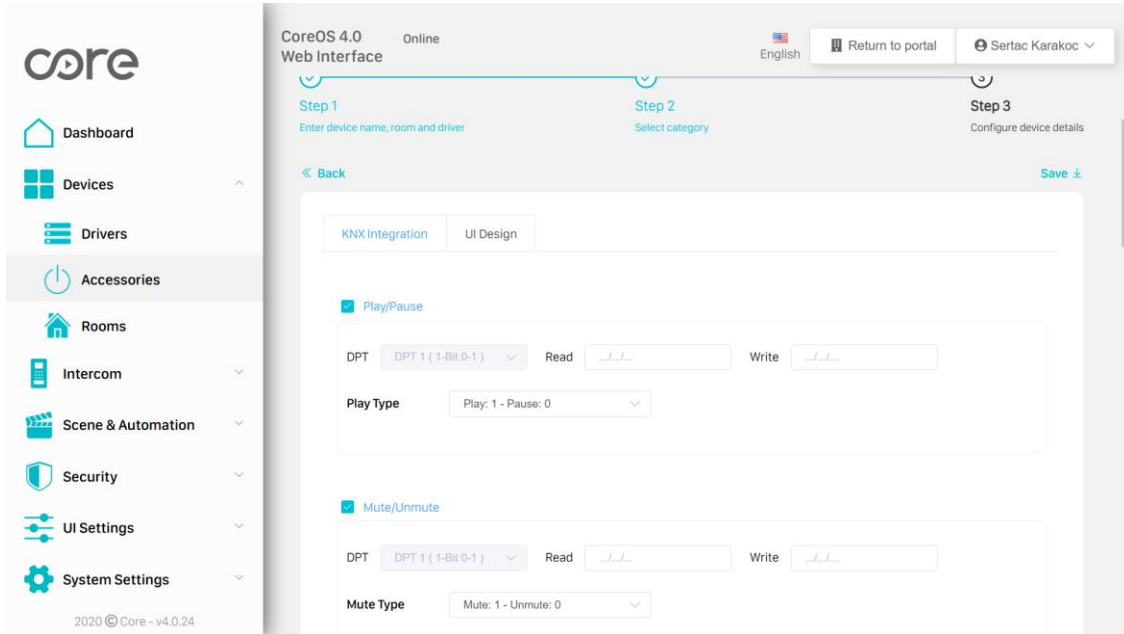 core
Dashboard
Devices
Drivers
Accessories
Rooms
Intercom
Scene & Automation
Security
UI Settings
System Settings
2020 © Core - v4.0.24
CoreOS 4.0 Online
Web Interface
English
Return to portal
Sertac Karakoc
3
Step 1
Enter device name, room and driver
Step 2
Select category
Step 3
Configure device details
« Back
Save
KNX Integration
UI Design
Play/Pause
DPT DPT 1 ( 1-Bit 0-1 ) Read .../.../... Write .../.../...
Play Type Play: 1 - Pause: 0
Mute/Unmute
DPT DPT 1 ( 1-Bit 0-1 ) Read .../.../... Write .../.../...
Mute Type Mute: 1 - Unmute: 0